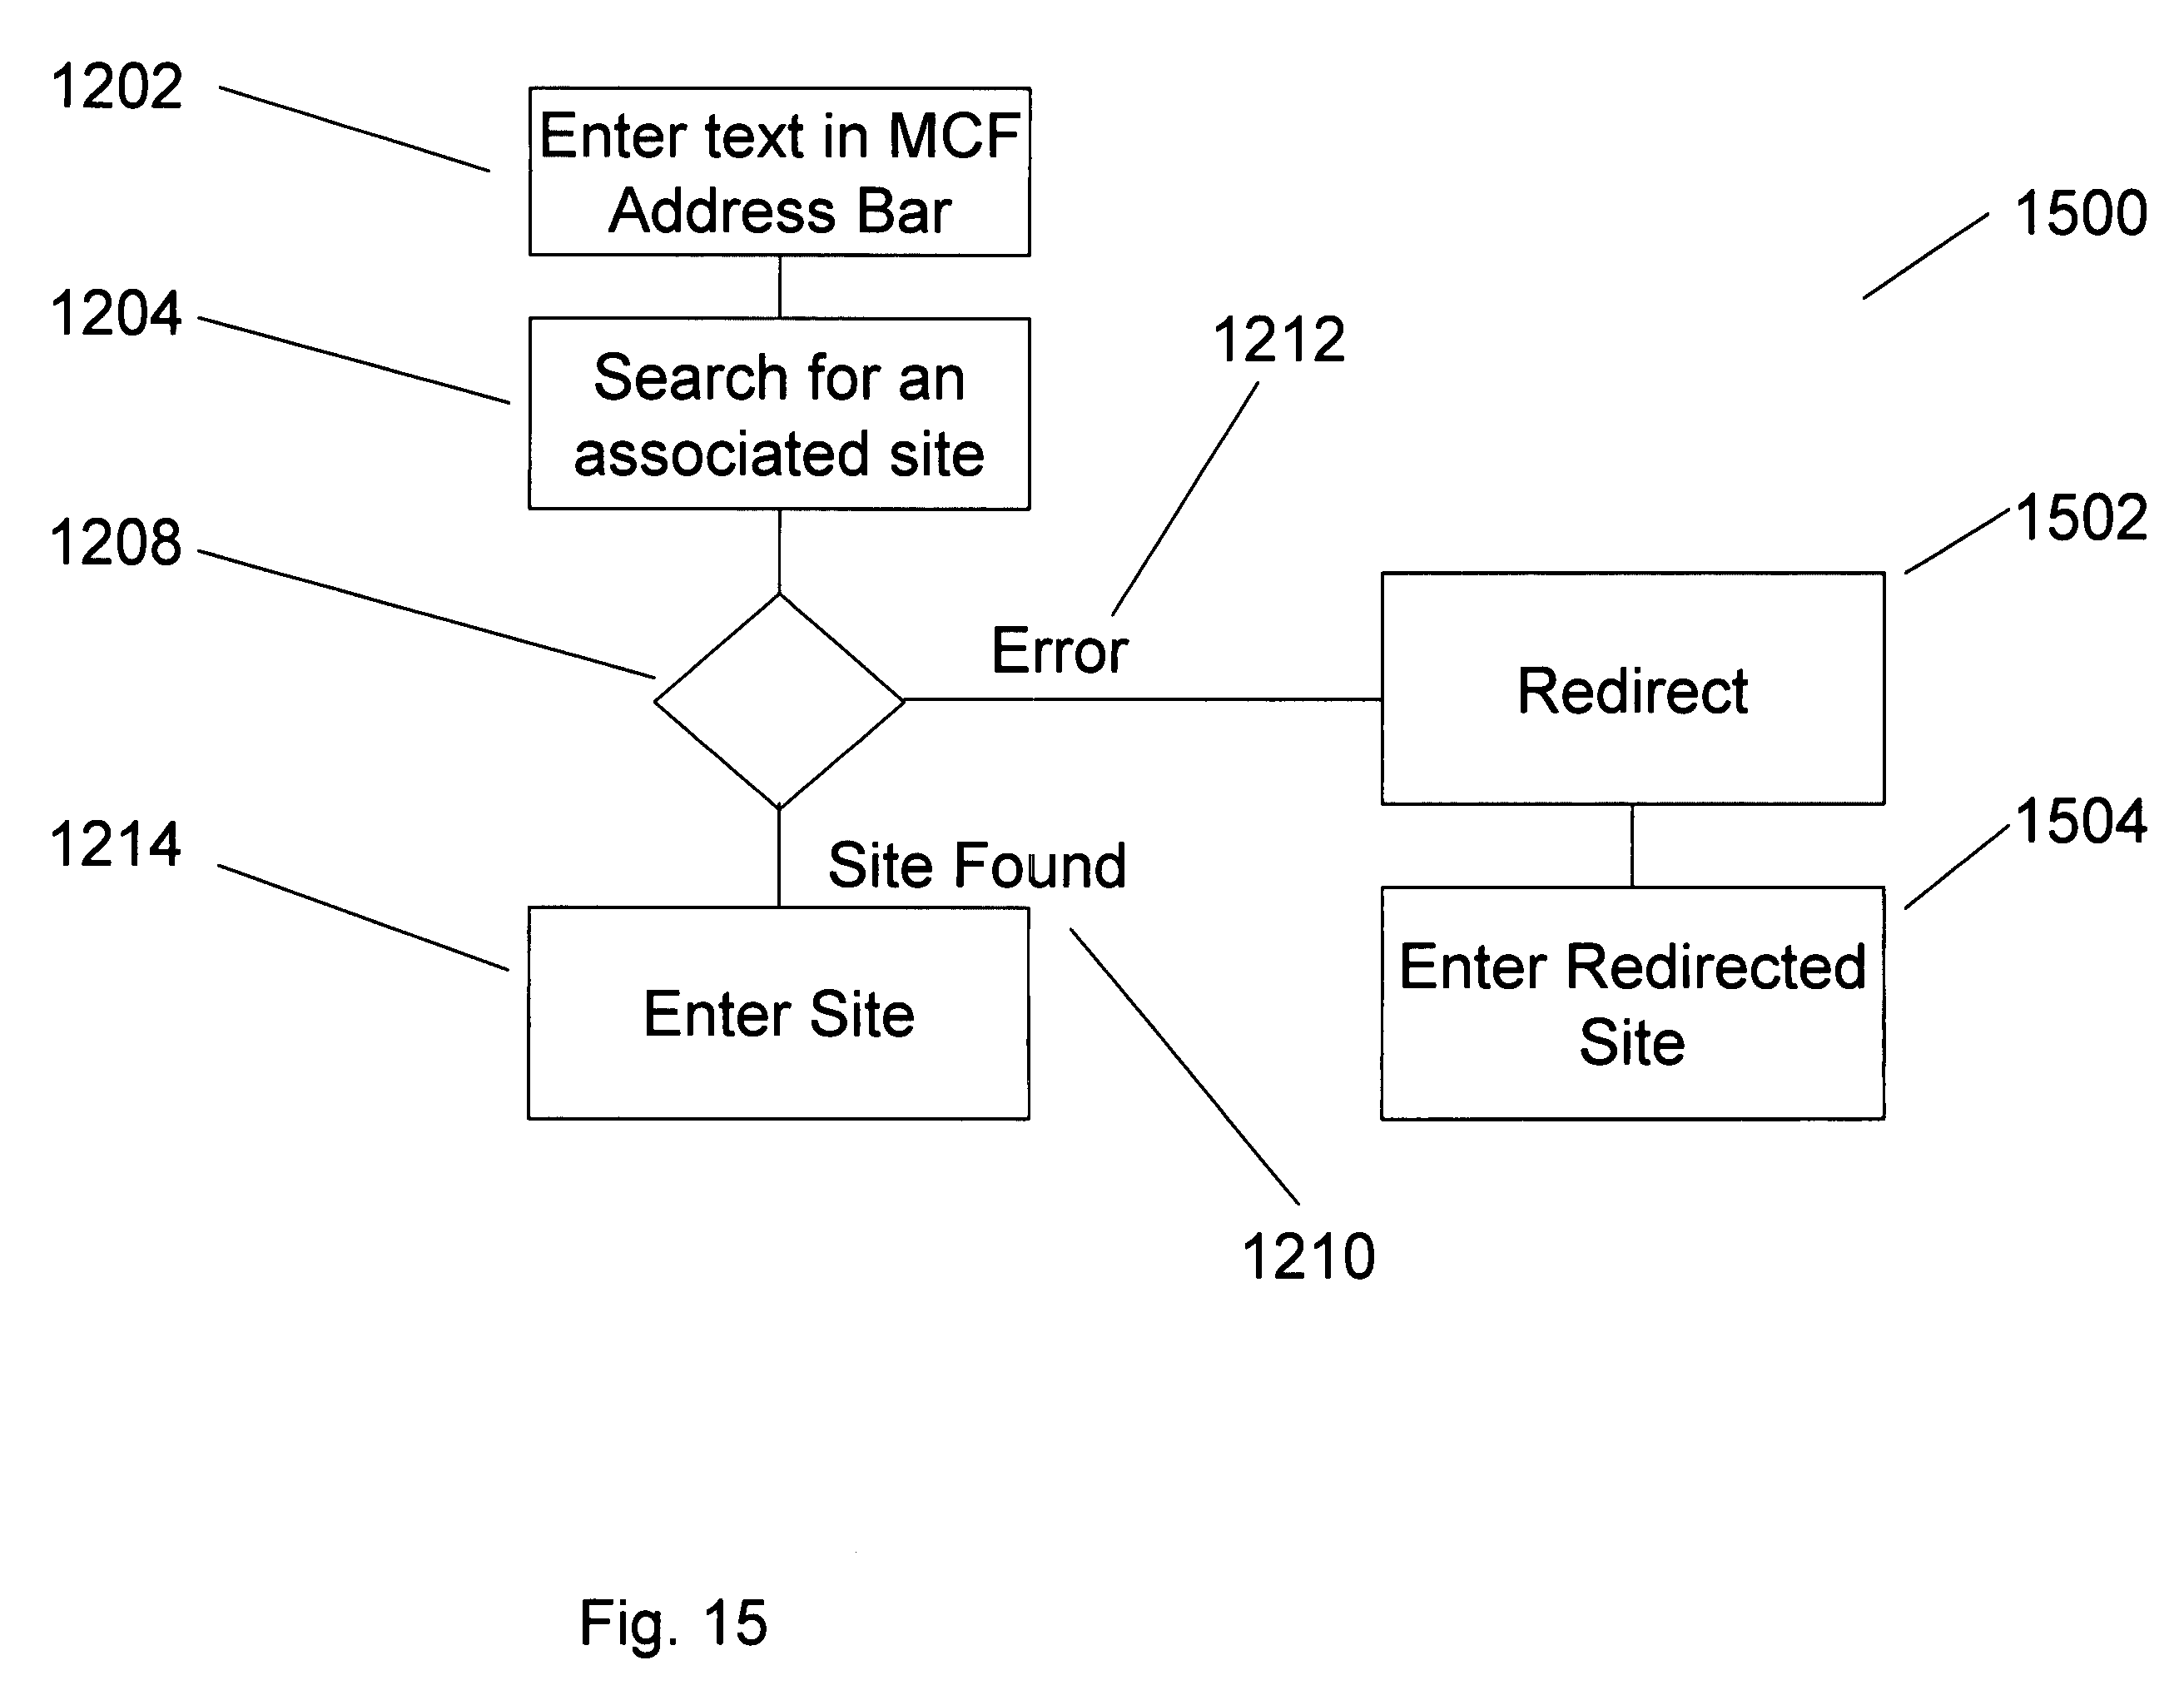 1202
Enter text in MCF
Address Bar
1500
1204
1212
Search for an
associated site
1208
1502
Error
Redirect
1214
Site Found
1504
Enter Site
Enter Redirected
Site
1210
Fig. 15